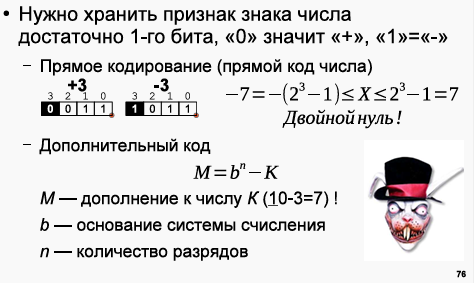 • Нужно хранить признак знака числа
достаточно 1-го бита, «0» значит «+», «1»=«-»
– Прямое кодирование (прямой код числа)
+3 -3
3 2 1 0 3 2 1 0
0 0 1 1 1 0 1 1
−7=−(2³−1)≤X≤2³−1=7
Двойной нуль!
– Дополнительный код
M=bⁿ−K
M — дополнение к числу K (10-3=7) !
b — основание системы счисления
n — количество разрядов
76